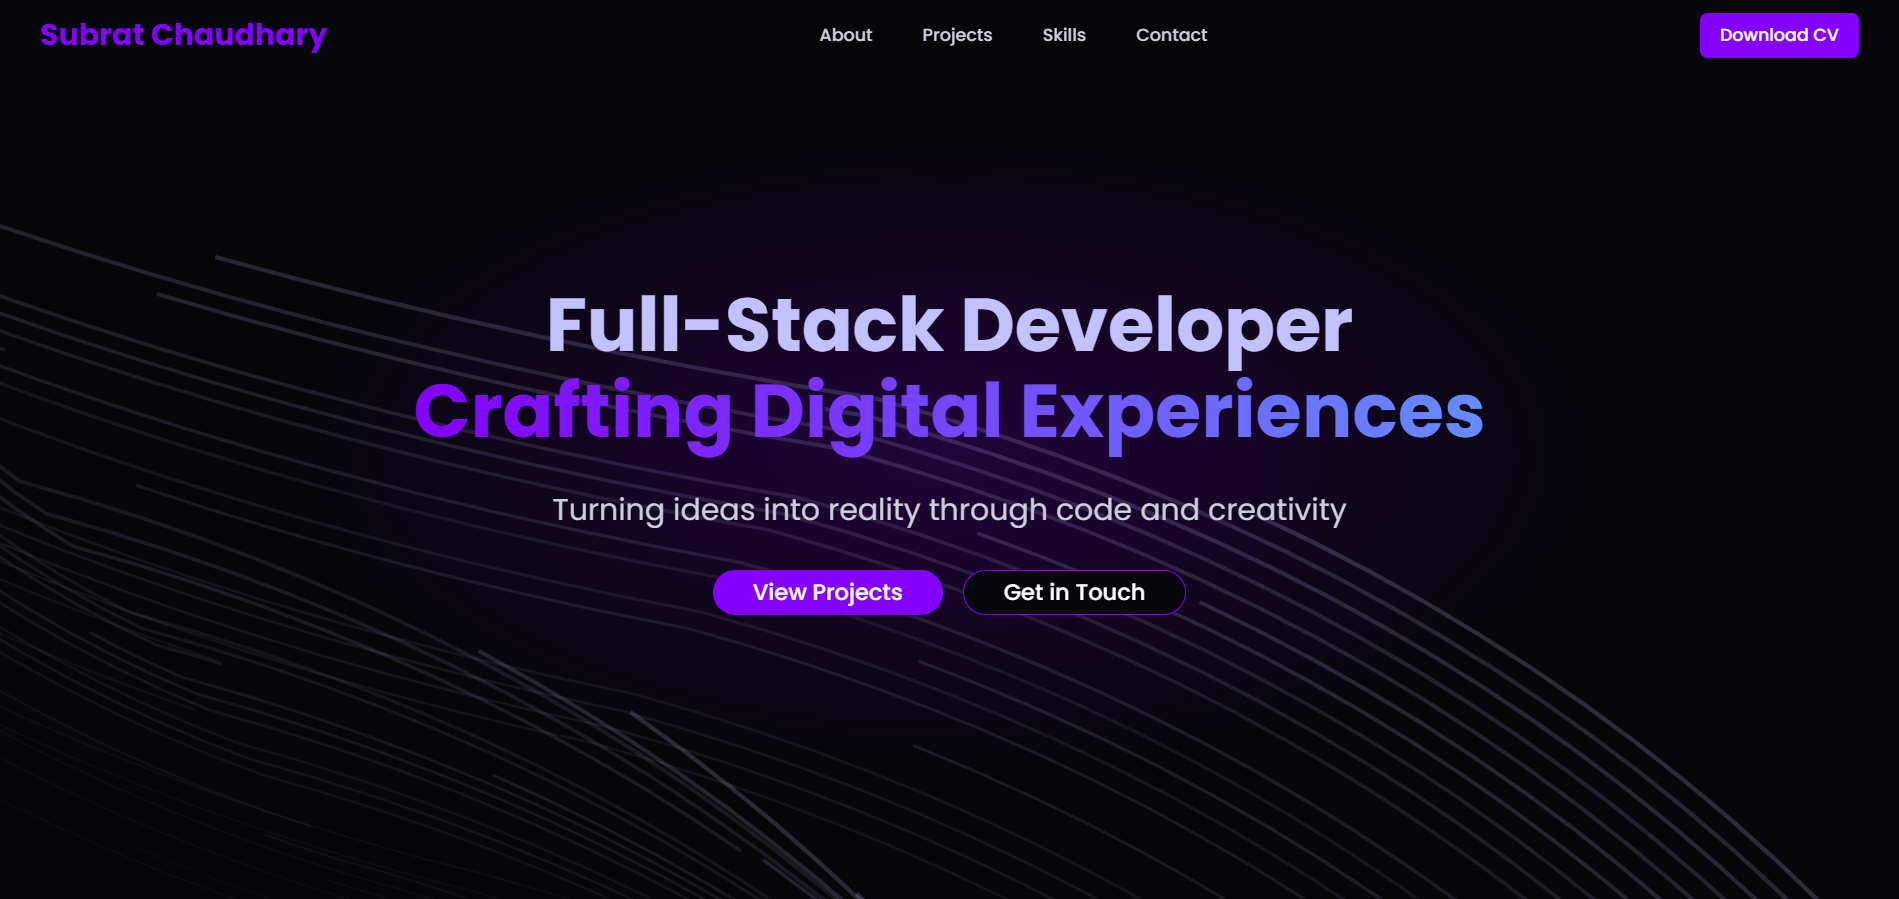 Subrat Chaudhary
About
Projects
Skills
Contact
Download CV
Full-Stack Developer
Crafting Digital Experiences
Turning ideas into reality through code and creativity
View Projects
Get in Touch